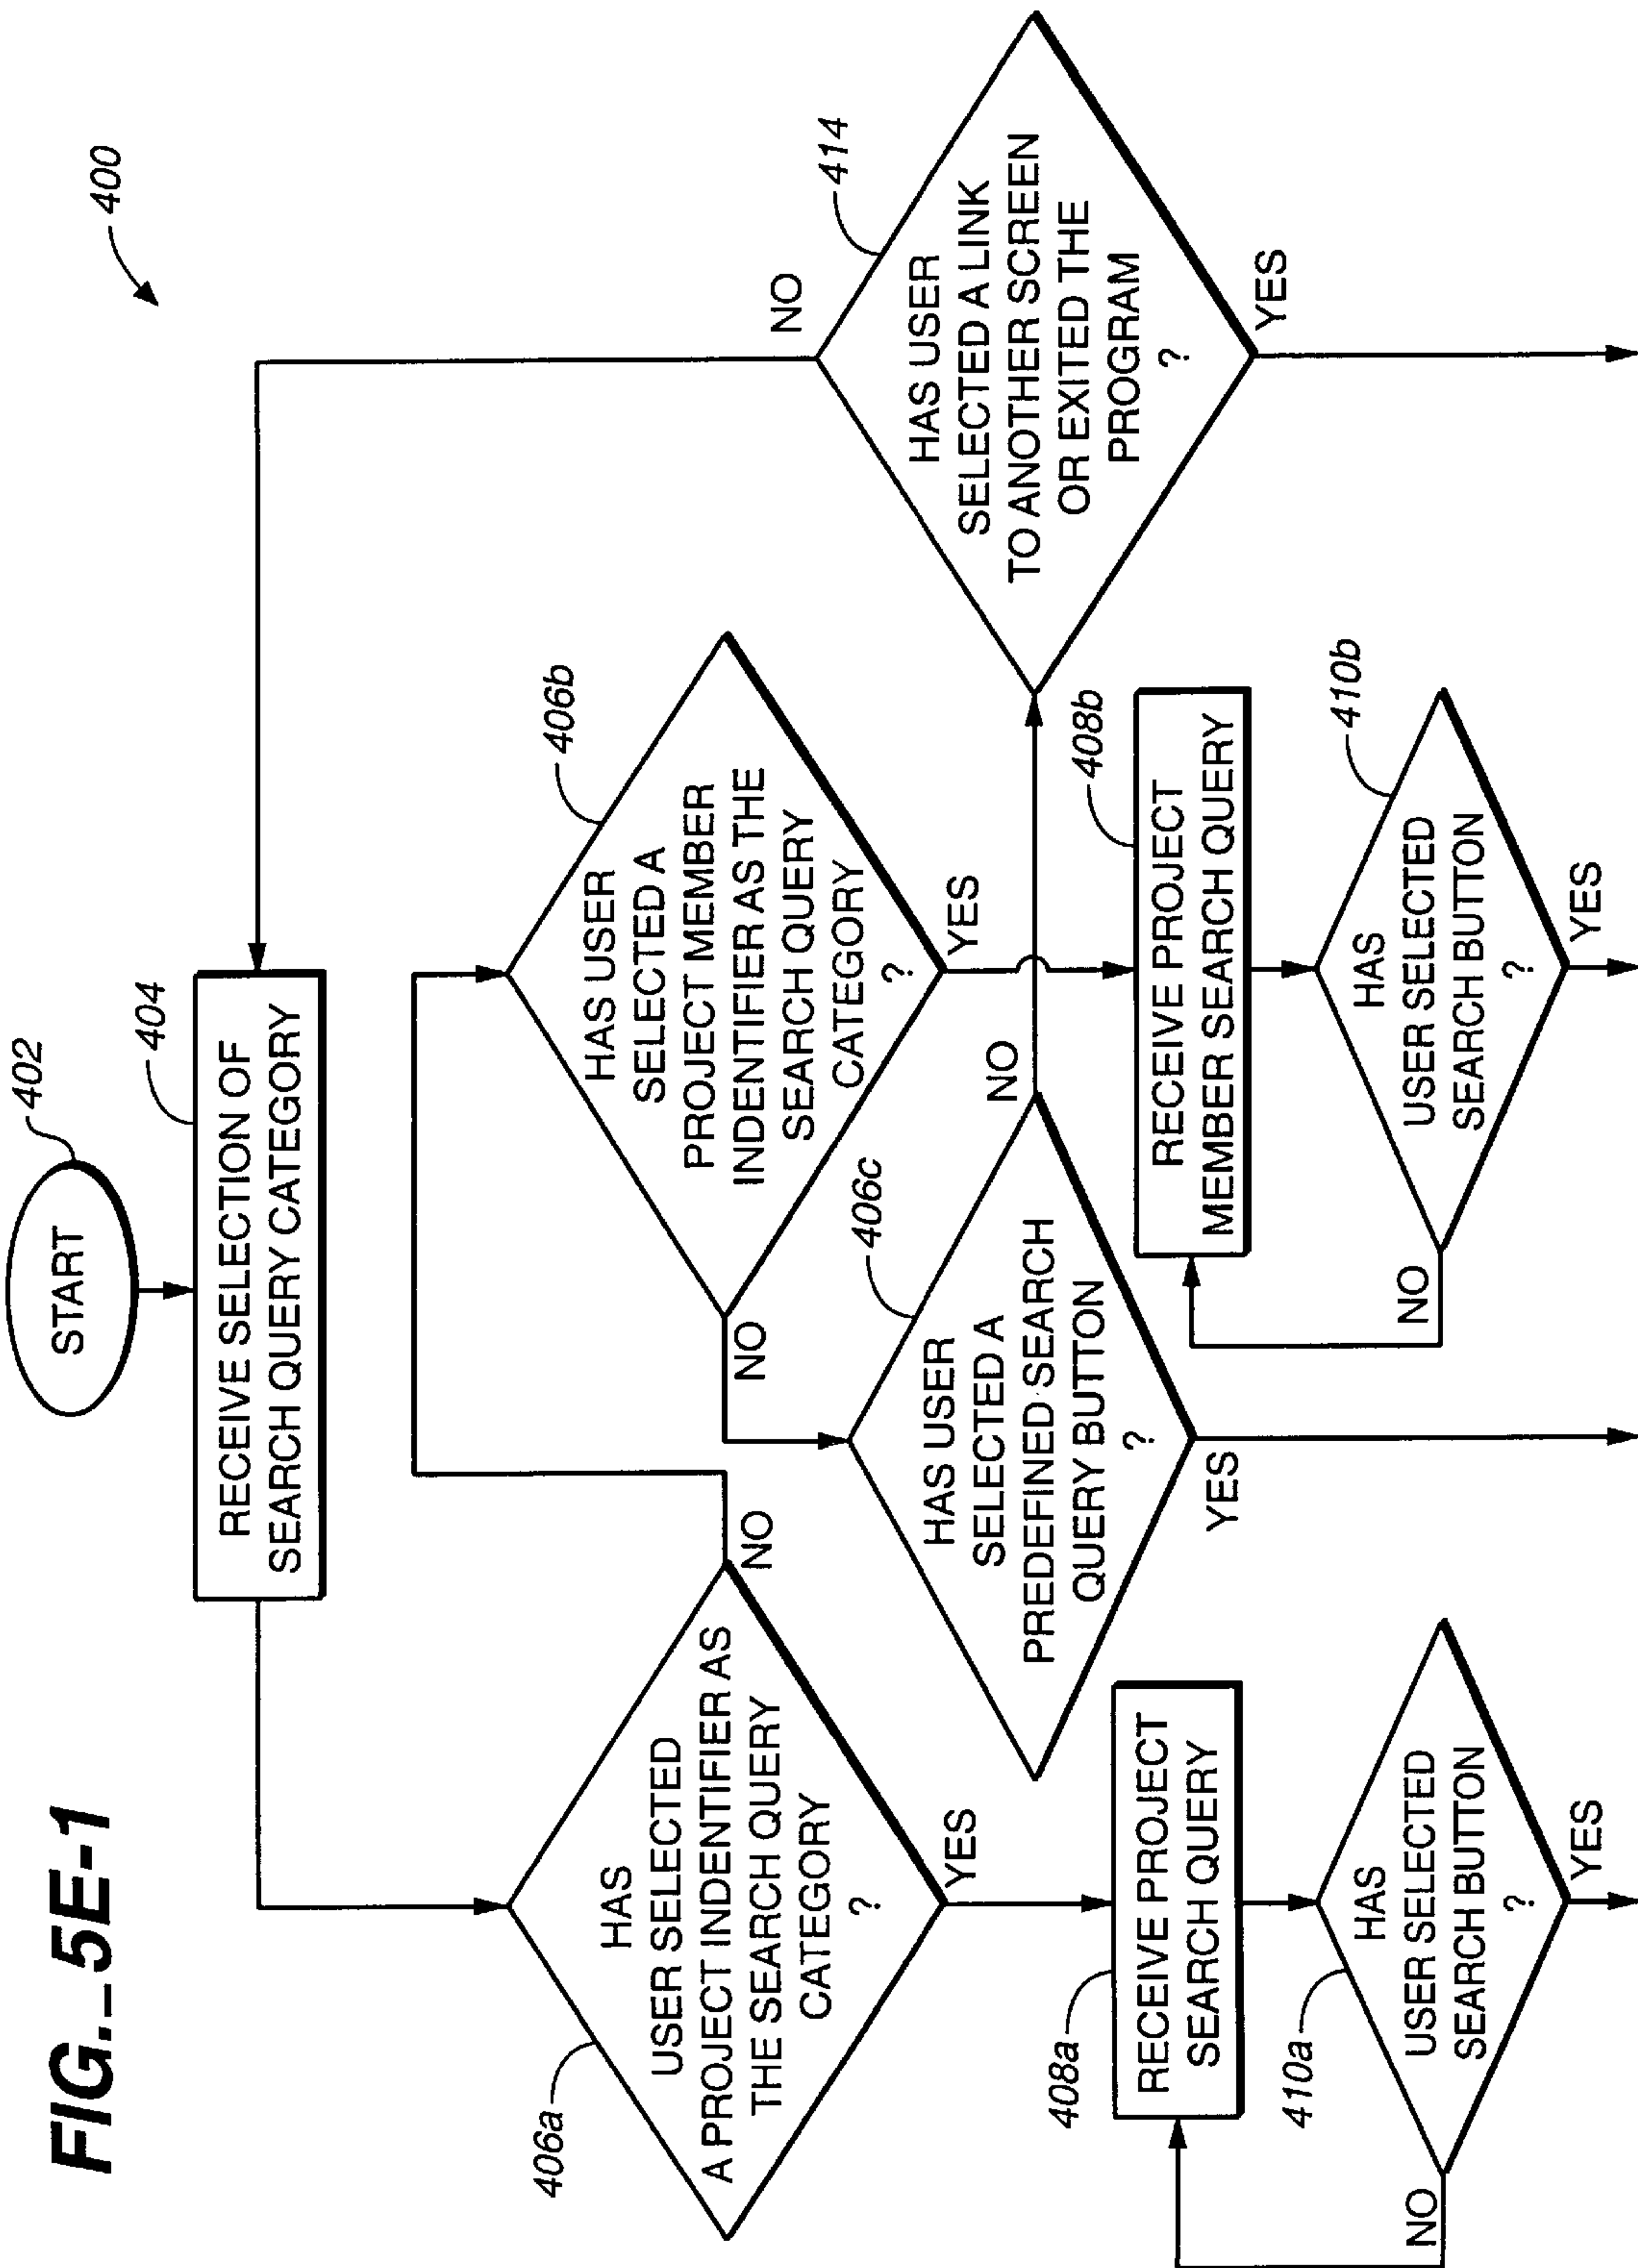 FIG._5E-1
400
402
START
404
RECEIVE SELECTION OF
SEARCH QUERY CATEGORY
406a
HAS
USER SELECTED
A PROJECT INDENTIFIER AS
THE SEARCH QUERY
CATEGORY
?
NO
YES
406b
HAS USER
SELECTED A
PROJECT MEMBER
INDENTIFIER AS THE
SEARCH QUERY
CATEGORY
?
NO
YES
406c
HAS USER
SELECTED A
PREDEFINED SEARCH
QUERY BUTTON
?
NO
YES
414
HAS USER
SELECTED A LINK
TO ANOTHER SCREEN
OR EXITED THE
PROGRAM
?
NO
YES
408a
RECEIVE PROJECT
SEARCH QUERY
410a
HAS
USER SELECTED
SEARCH BUTTON
?
NO
YES
408b
RECEIVE PROJECT
MEMBER SEARCH QUERY
410b
HAS
USER SELECTED
SEARCH BUTTON
?
NO
YES